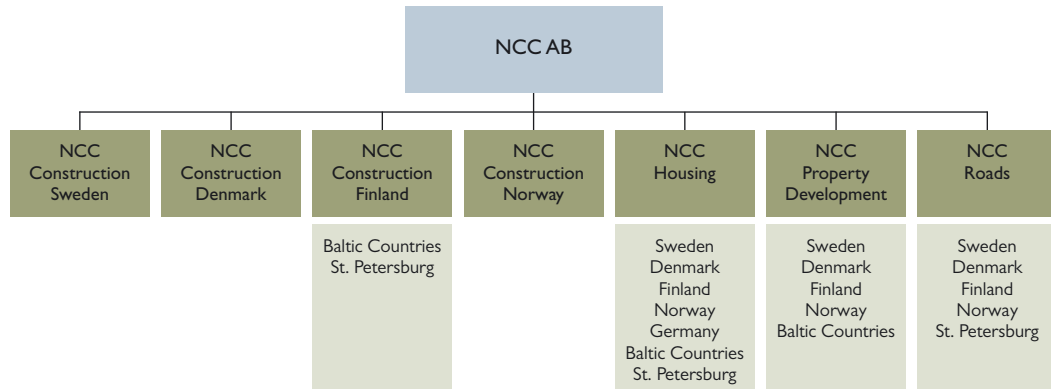 NCC AB
NCC
Construction
Sweden
NCC
Construction
Denmark
NCC
Construction
Finland
NCC
Construction
Norway
NCC
Housing
NCC
Property
Development
NCC
Roads
Baltic Countries
St. Petersburg
Sweden
Denmark
Finland
Norway
Germany
Baltic Countries
St. Petersburg
Sweden
Denmark
Finland
Norway
Baltic Countries
Sweden
Denmark
Finland
Norway
St. Petersburg